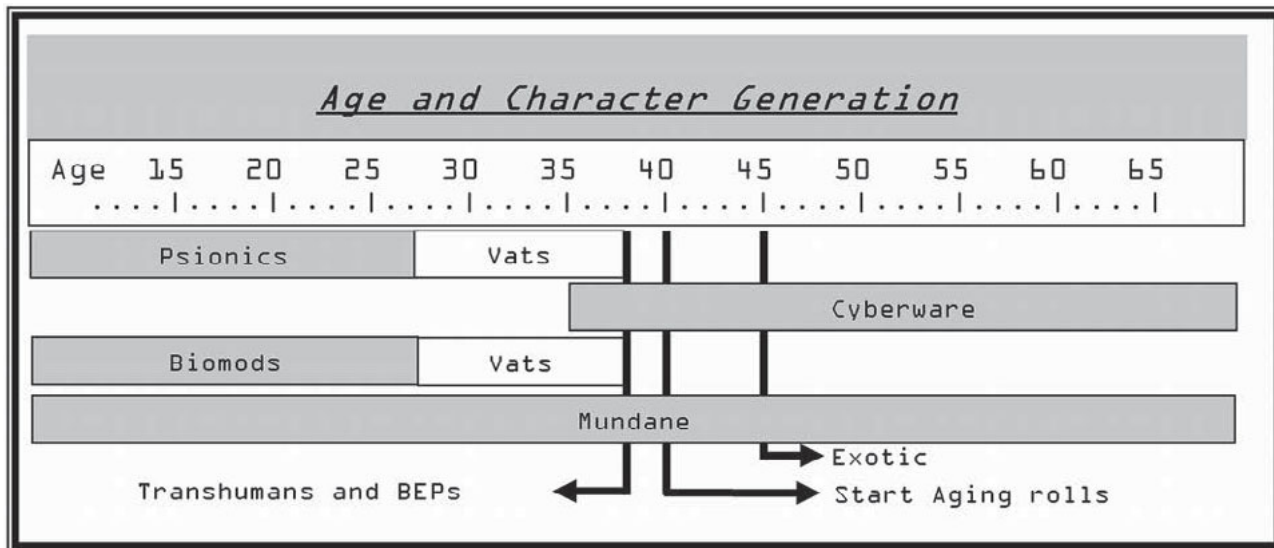 Age and Character Generation
Age 15 20 25 30 35 40 45 50 55 60 65
....|....|....|....|....|....|....|....|....|....|....|
Psionics Vats
Cyberware
Biomods Vats
Mundane
Exotic
Transhumans and BEPs Start Aging rolls